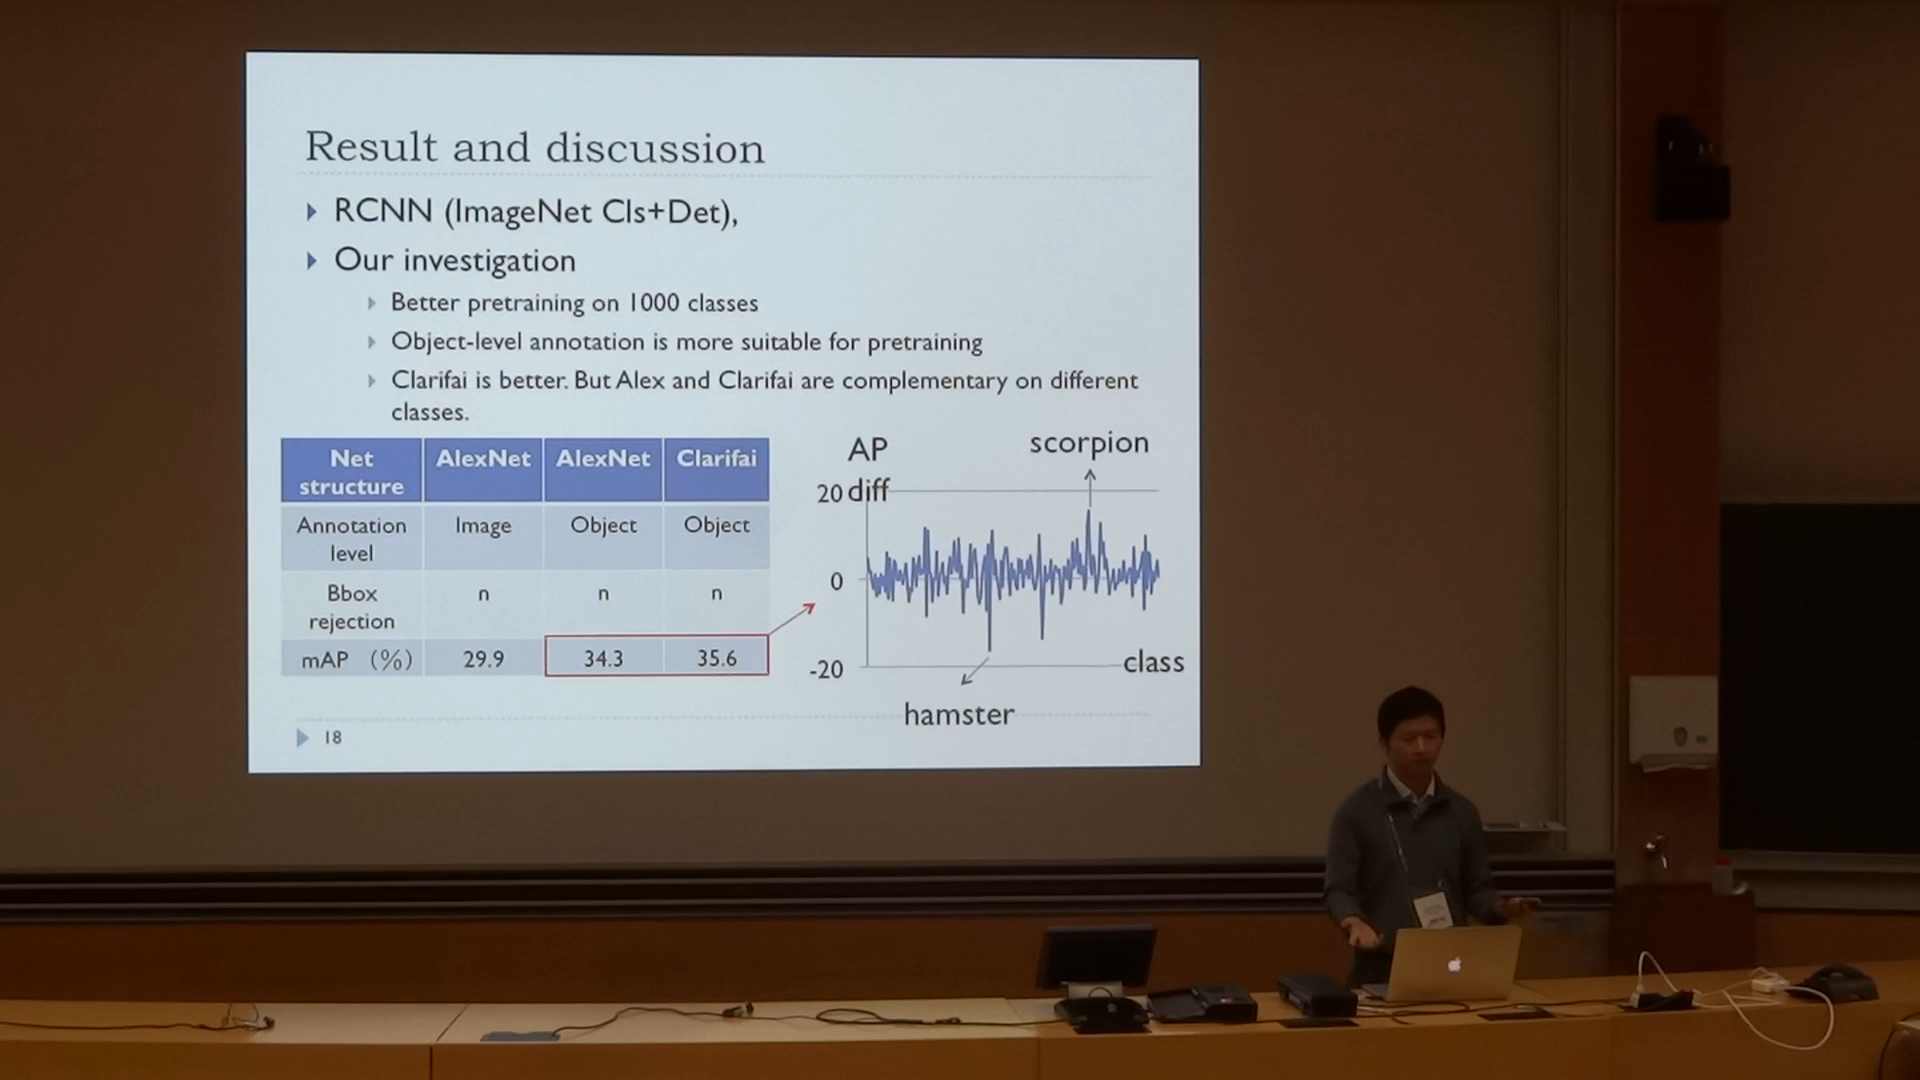 Result and discussion
RCNN (ImageNet Cls+Det),
Our investigation
Better pretraining on 1000 classes
Object-level annotation is more suitable for pretraining
Clarifai is better. But Alex and Clarifai are complementary on different
classes.
Net structure AlexNet AlexNet Clarifai
Annotation level Image Object Object
Bbox rejection n n n
mAP (%) 29.9 34.3 35.6
AP
diff
scorpion
20
0
-20
class
hamster
18